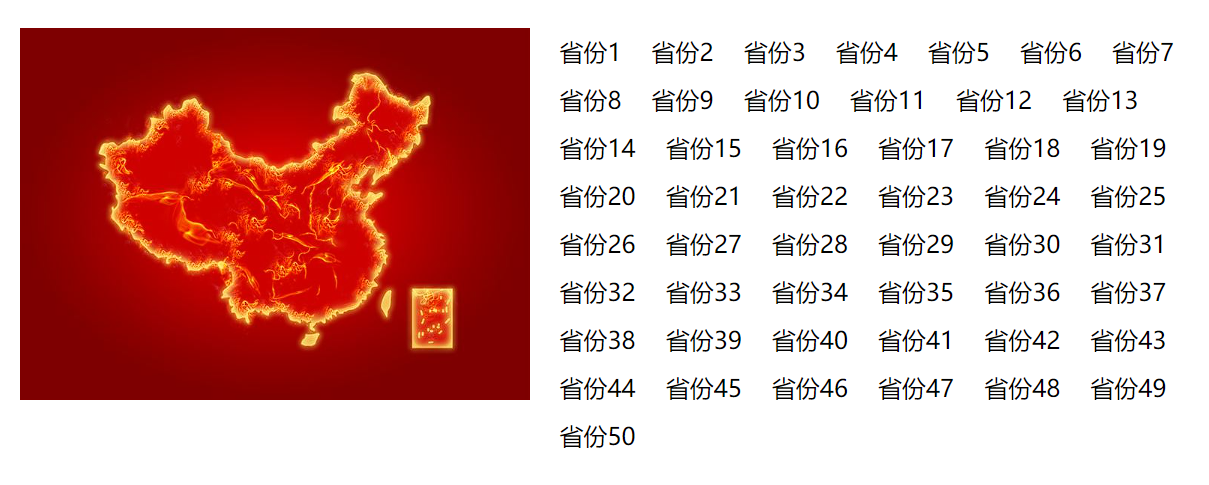 省份1 省份2 省份3 省份4 省份5 省份6 省份7
省份8 省份9 省份10 省份11 省份12 省份13
省份14 省份15 省份16 省份17 省份18 省份19
省份20 省份21 省份22 省份23 省份24 省份25
省份26 省份27 省份28 省份29 省份30 省份31
省份32 省份33 省份34 省份35 省份36 省份37
省份38 省份39 省份40 省份41 省份42 省份43
省份44 省份45 省份46 省份47 省份48 省份49
省份50